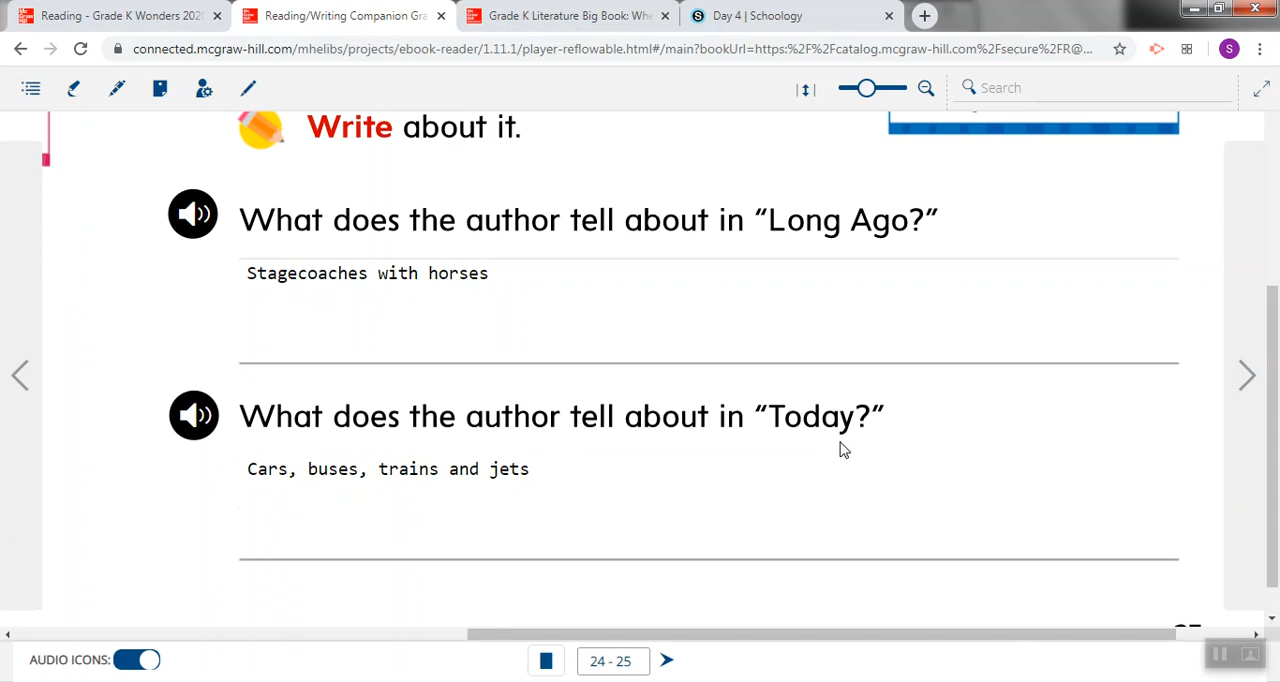 Reading - Grade K Wonders 202
Reading/Writing Companion Gra
Grade K Literature Big Book: Whe
S Day 4 | Schoology
connected.mcgraw-hill.com/mhelibs/projects/ebook-reader/1.11.1/player-reflowable.html#/main?bookUrl=https:%2F%2Fcatalog.mcgraw-hill.com%2Fsecure%2FR@...
S
Search
Write about it.
What does the author tell about in “Long Ago?”
Stagecoaches with horses
What does the author tell about in “Today?”
Cars, buses, trains and jets
AUDIO ICONS:
24 - 25